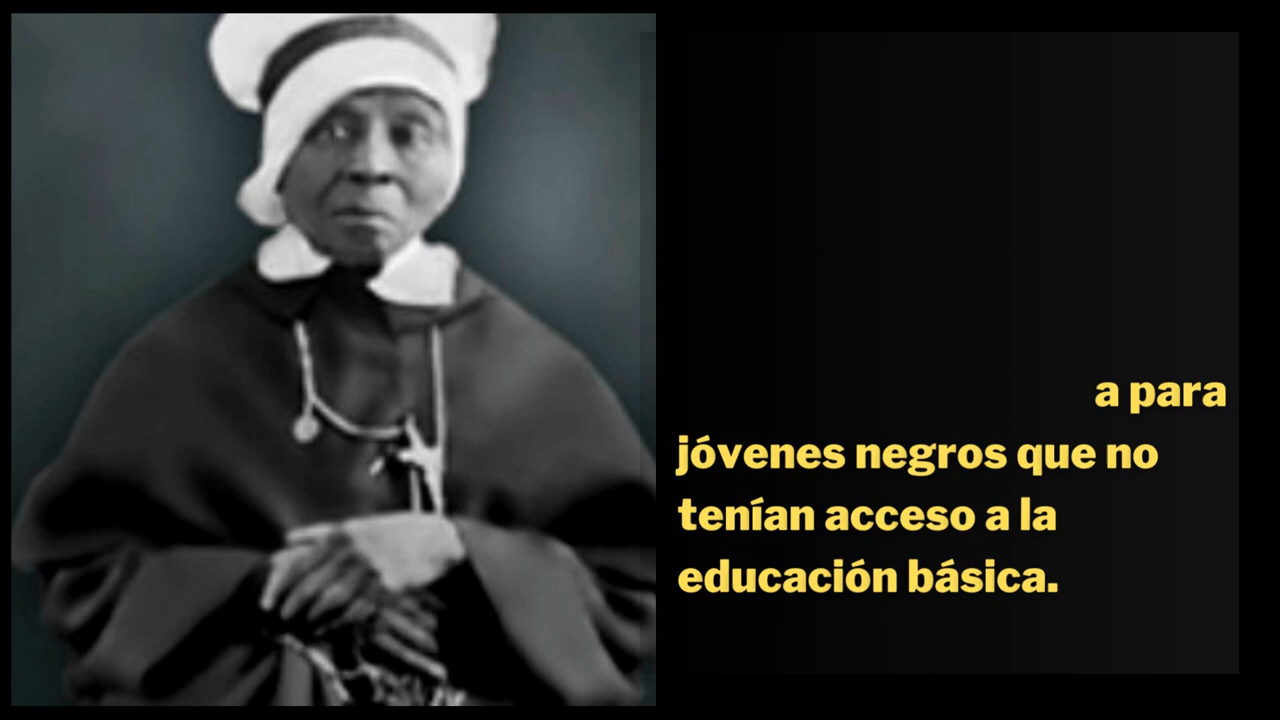 a para
jóvenes negros que no
tenían acceso a la
educación básica.